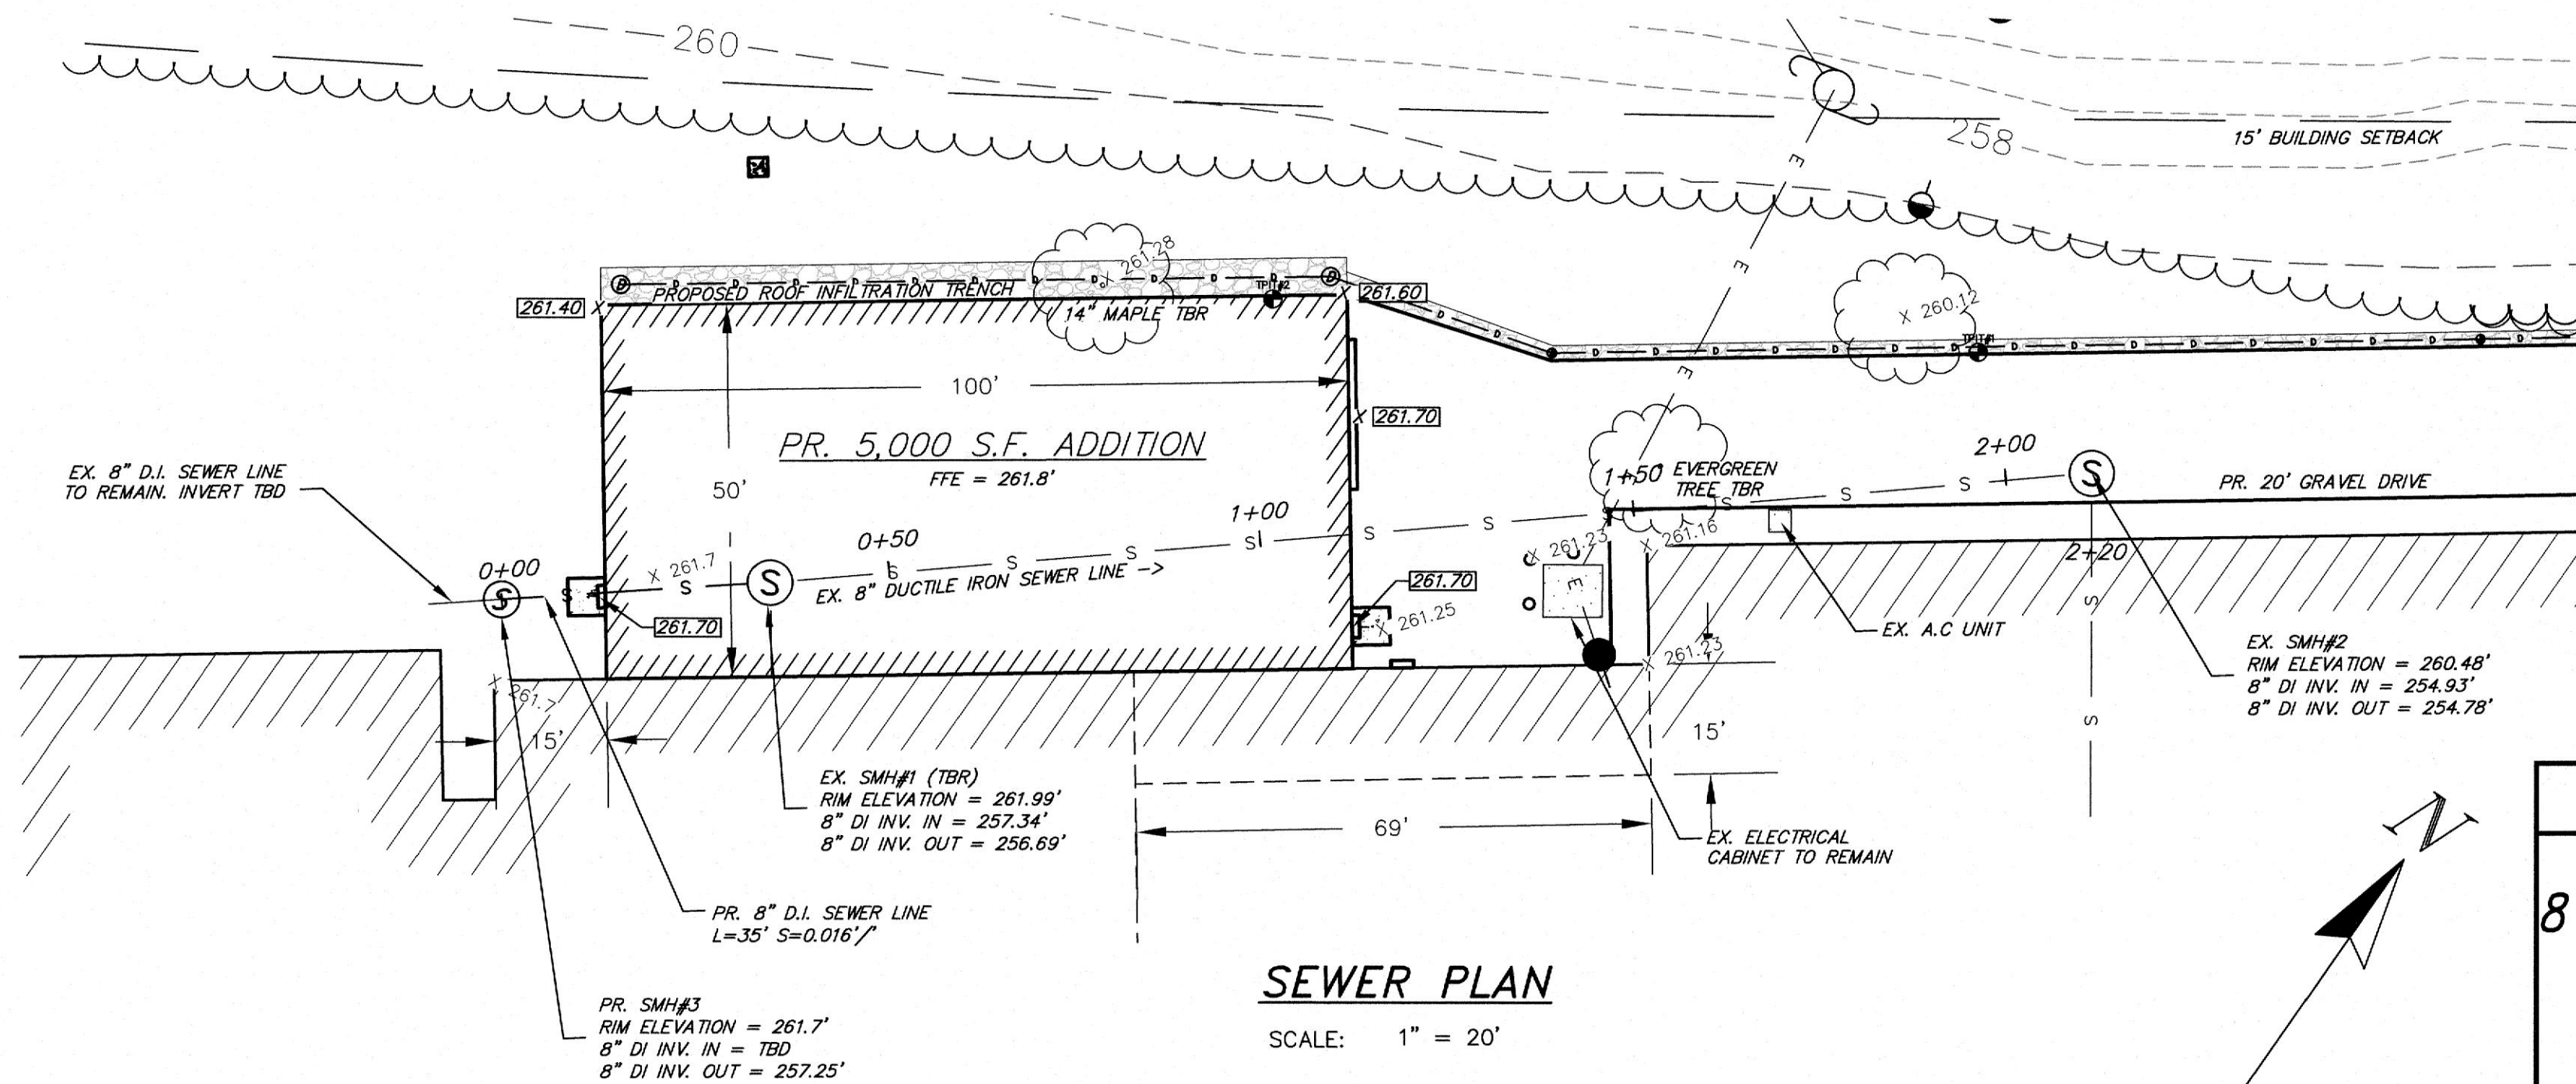 260
258
15' BUILDING SETBACK
X 261.28
PROPOSED ROOF INFILTRATION TRENCH
TPIT#2
261.40
261.60
14" MAPLE TBR
X 260.12
TPIT#1
100'
261.70
PR. 5,000 S.F. ADDITION
FFE = 261.8'
50'
EX. 8" D.I. SEWER LINE
TO REMAIN. INVERT TBD
2+00
1+50 EVERGREEN
TREE TBR
PR. 20' GRAVEL DRIVE
1+00
0+50
0+00
X 261.7
EX. 8" DUCTILE IRON SEWER LINE ->
X 261.23
X 261.16
2+20
261.70
261.70
X 261.25
EX. A.C UNIT
X 261.23
X 261.7
EX. SMH#2
RIM ELEVATION = 260.48'
8" DI INV. IN = 254.93'
8" DI INV. OUT = 254.78'
15'
15'
EX. SMH#1 (TBR)
RIM ELEVATION = 261.99'
8" DI INV. IN = 257.34'
8" DI INV. OUT = 256.69'
69'
EX. ELECTRICAL
CABINET TO REMAIN
N
8
PR. 8" D.I. SEWER LINE
L=35' S=0.016'/'
PR. SMH#3
RIM ELEVATION = 261.7'
8" DI INV. IN = TBD
8" DI INV. OUT = 257.25'
SEWER PLAN
SCALE: 1" = 20'